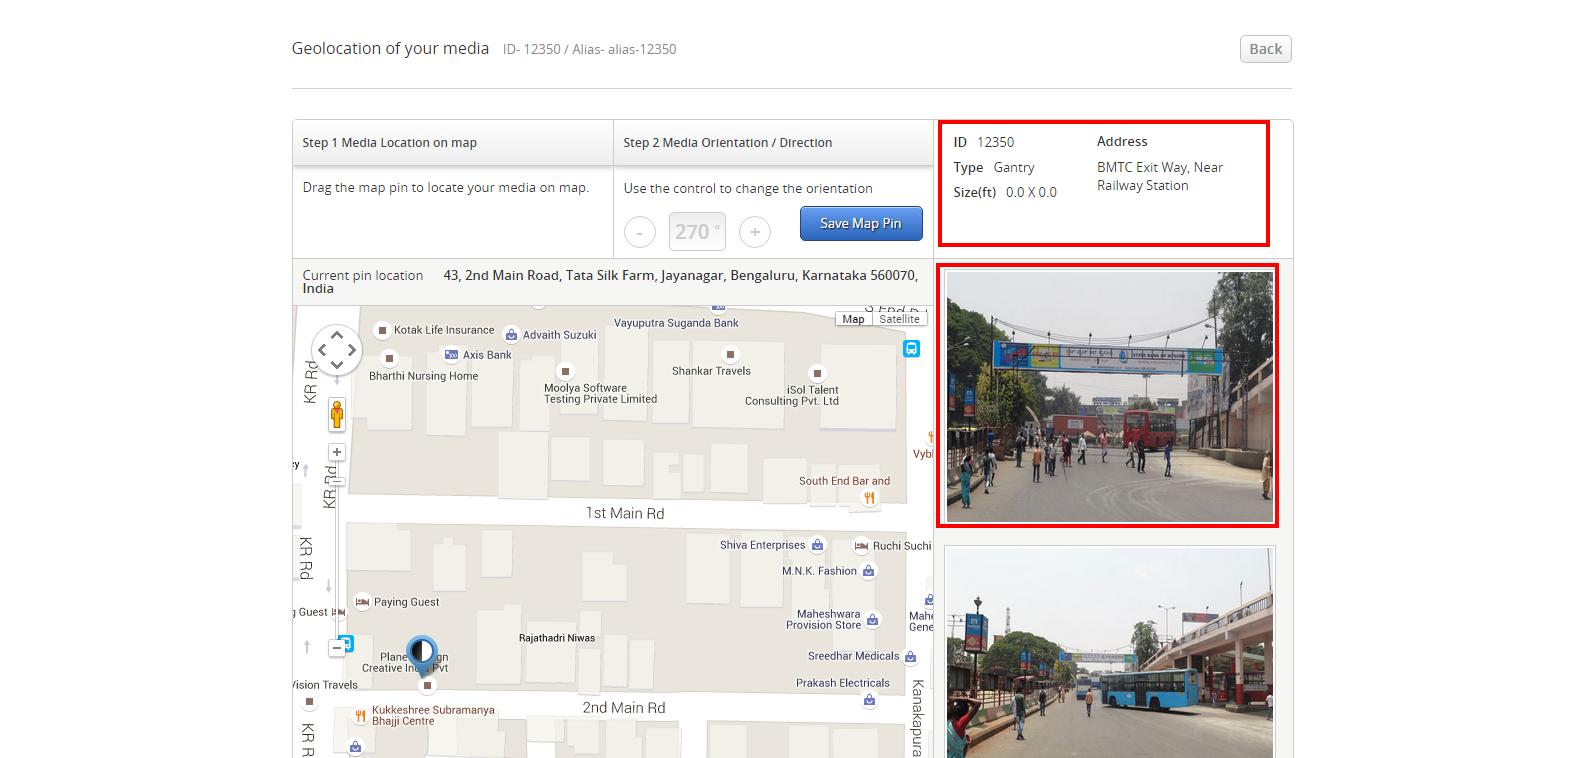 Geolocation of your media ID- 12350 / Alias- alias-12350
Back
Step 1 Media Location on map
Step 2 Media Orientation / Direction
Drag the map pin to locate your media on map.
Use the control to change the orientation
-
270 °
+
Save Map Pin
ID 12350
Type Gantry
Size(ft) 0.0 X 0.0
Address
BMTC Exit Way, Near
Railway Station
Current pin location 43, 2nd Main Road, Tata Silk Farm, Jayanagar, Bengaluru, Karnataka 560070,
India
Map Satellite
Kotak Life Insurance
Advaith Suzuki
Vayuputra Suganda Bank
Axis Bank
Bharthi Nursing Home
Moolya Software
Testing Private Limited
Shankar Travels
iSol Talent
Consulting Pvt. Ltd
KR Rd
KR Rd
South End Bar and
1st Main Rd
KR Rd
Shiva Enterprises
Ruchi Suchi
M.N.K. Fashion
Paying Guest
Guest
Maheshwara
Provision Store
Rajathadri Niwas
Creative
Pvt
Sreedhar Medicals
Prakash Electricals
Vision Travels
Kukkeshree Subramanya
Bhajji Centre
2nd Main Rd
Kanakapura
KR R
STATE BANK OF MYSORE